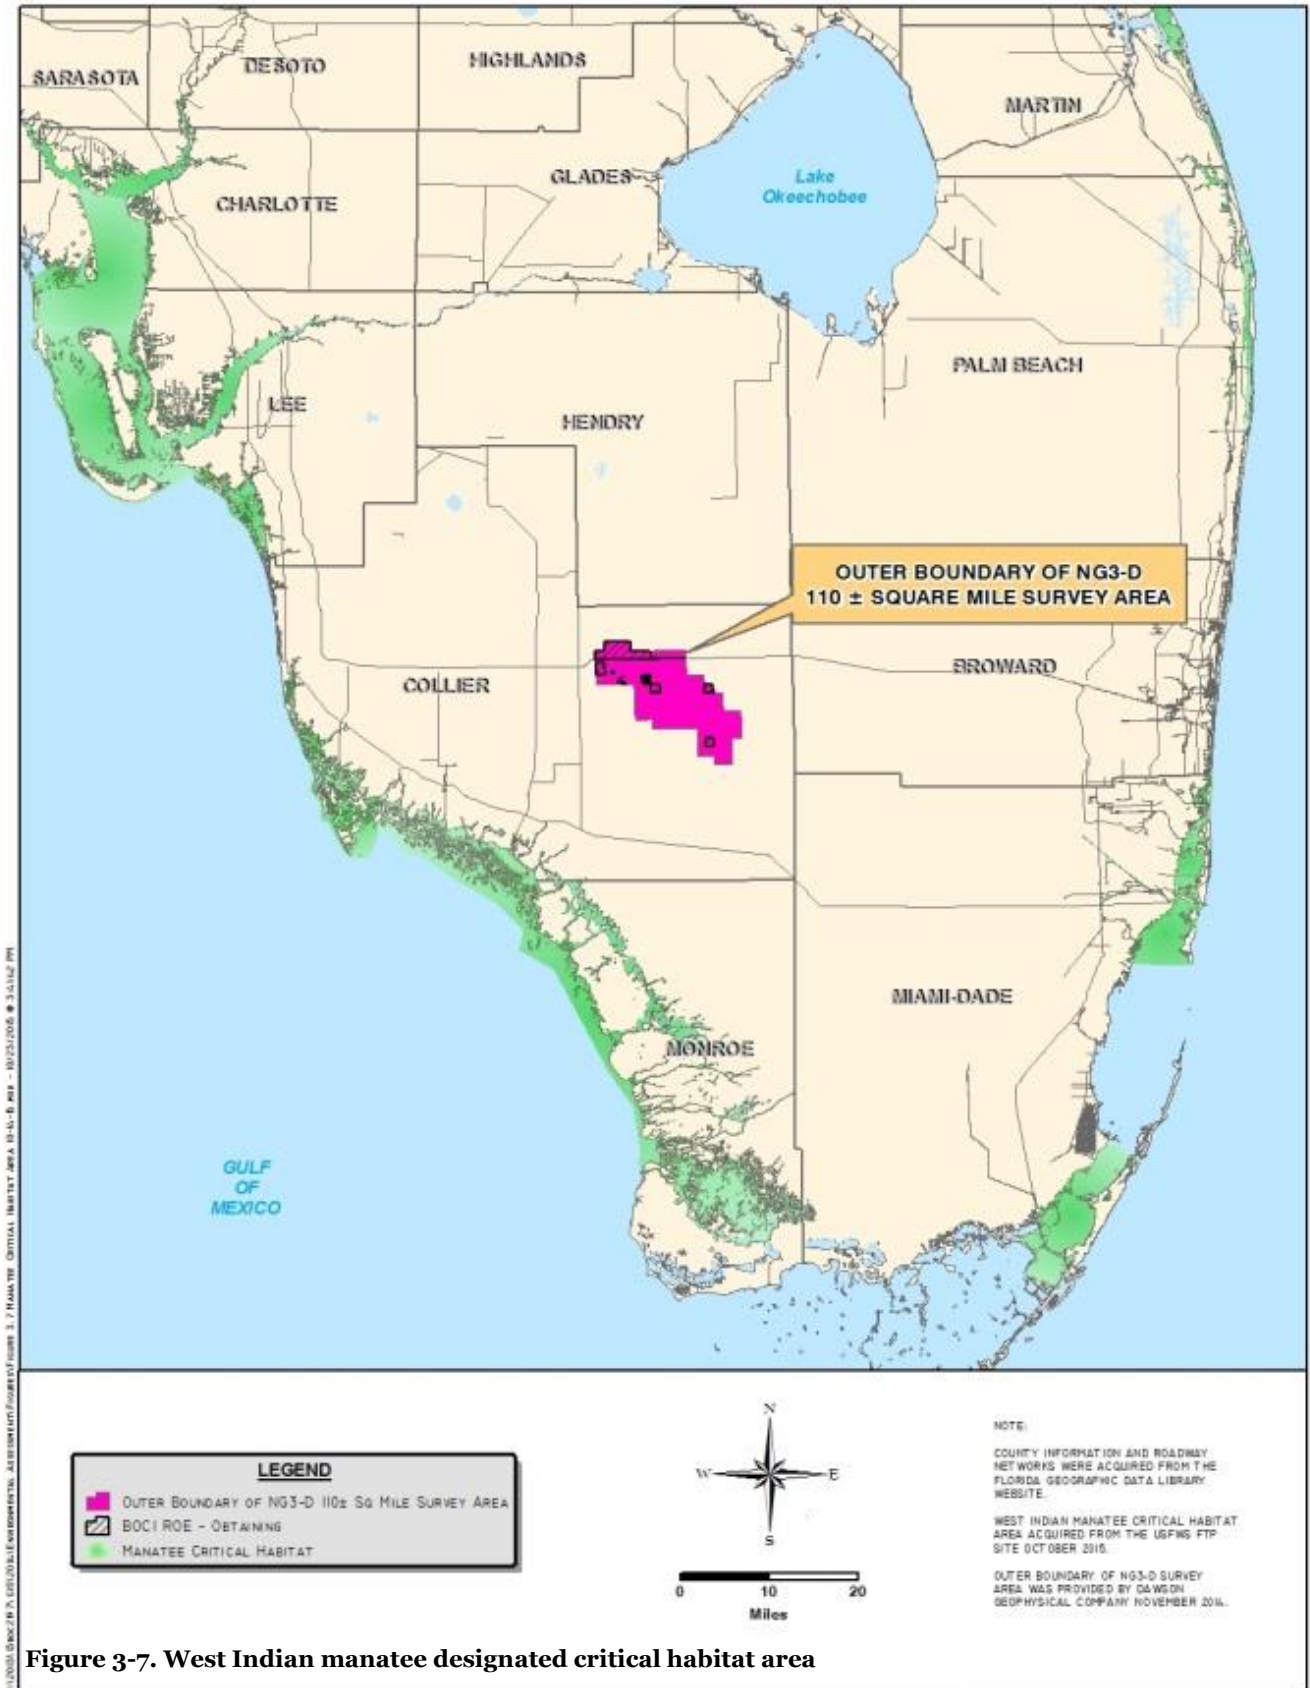 SARASOTA
DESOTO
HIGHLANDS
MARTIN
GLADES
Lake
Okeechobee
CHARLOTTE
PALM BEACH
LEE
HENDRY
OUTER BOUNDARY OF NG3-D
110 ± SQUARE MILE SURVEY AREA
BROWARD
COLLIER
MIAMI-DADE
MONROE
GULF
OF
MEXICO
LEGEND
OUTER BOUNDARY OF NG3-D 110± SQ MILE SURVEY AREA
BOCI ROE - OBTAINING
MANATEE CRITICAL HABITAT
N
W E
S
0 10 20
Miles
NOTE:
COUNTY INFORMATION AND ROADWAY
NETWORKS WERE ACQUIRED FROM THE
FLORIDA GEOGRAPHIC DATA LIBRARY
WEBSITE.
WEST INDIAN MANATEE CRITICAL HABITAT
AREA ACQUIRED FROM THE USFWS FTP
SITE OCTOBER 2015.
OUTER BOUNDARY OF NG3-D SURVEY
AREA WAS PROVIDED BY DAWSON
GEOPHYSICAL COMPANY NOVEMBER 2014.
Figure 3-7. West Indian manatee designated critical habitat area